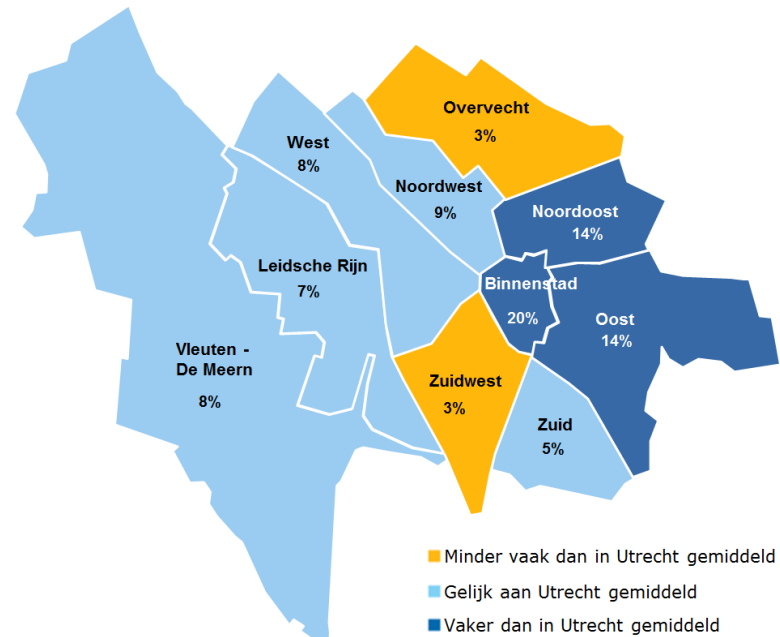 Overvecht
3%
West
8%
Noordwest
9%
Noordoost
14%
Leidsche Rijn
7%
Binnenstad
20%
Oost
14%
Vleuten -
De Meern
8%
Zuidwest
3%
Zuid
5%
Minder vaak dan in Utrecht gemiddeld
Gelijk aan Utrecht gemiddeld
Vaker dan in Utrecht gemiddeld